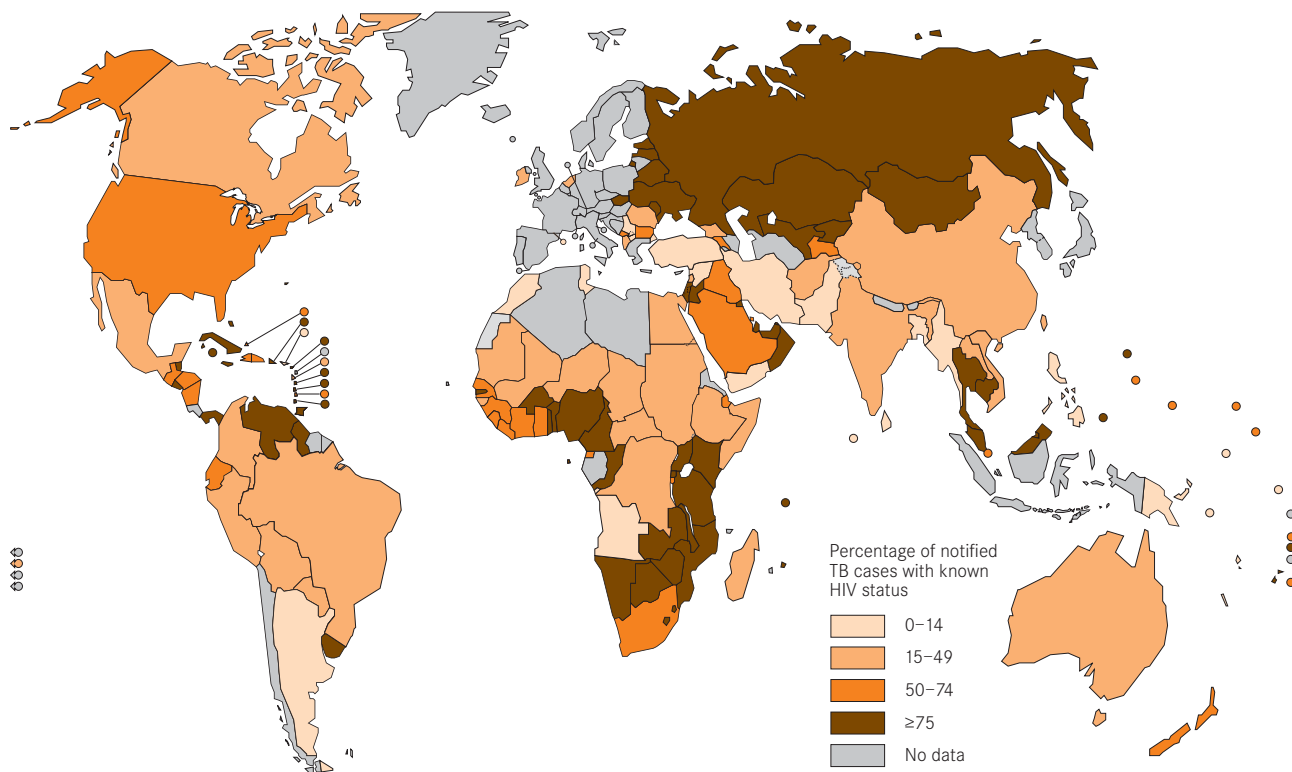 Percentage of notified
TB cases with known
HIV status
0–14
15–49
50–74
≥75
No data